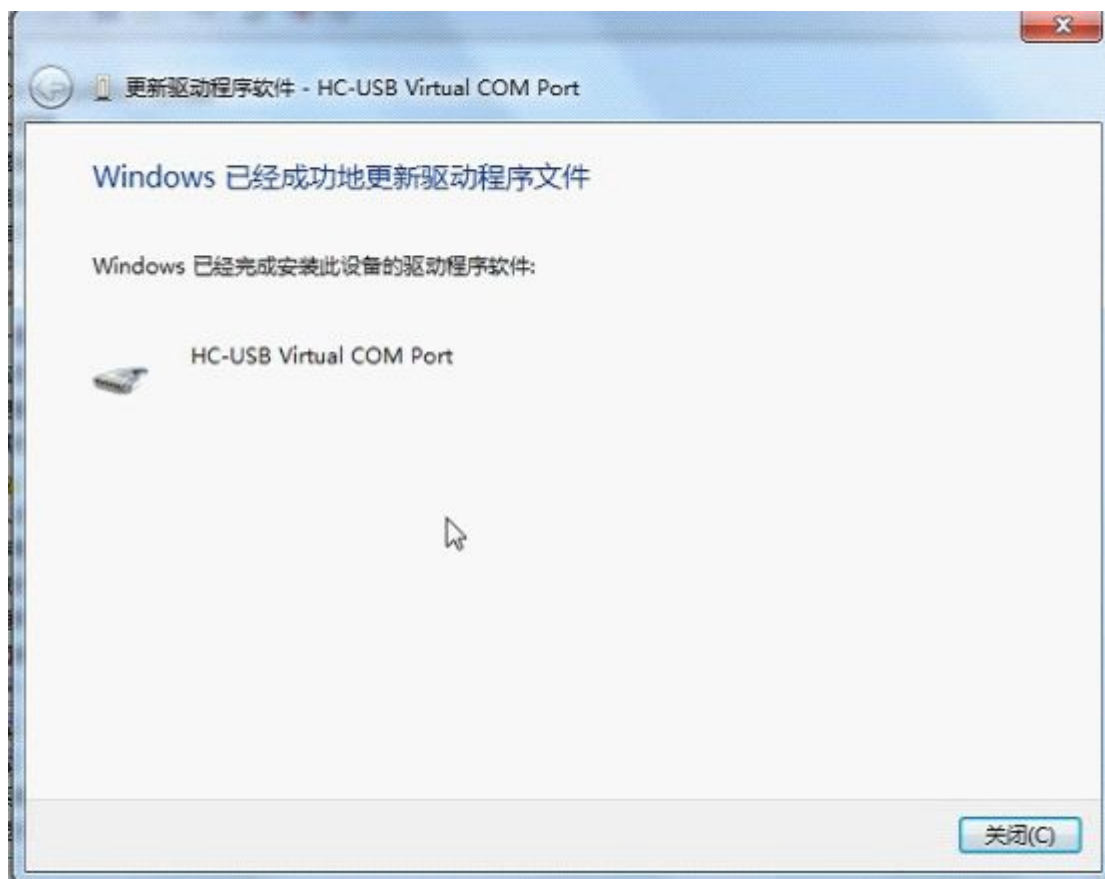 更新驱动程序软件 - HC-USB Virtual COM Port
Windows 已经成功地更新驱动程序文件
Windows 已经完成安装此设备的驱动程序软件:
HC-USB Virtual COM Port
关闭(C)